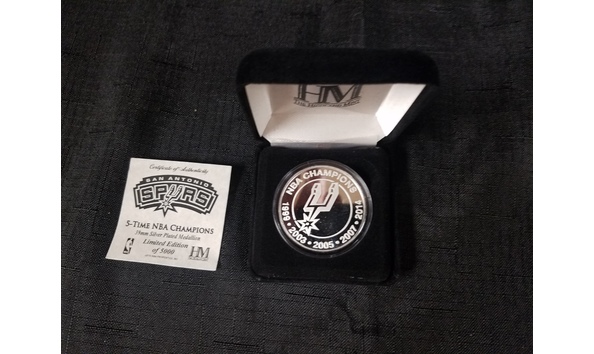 Certificate of Authenticity
SAN ANTONIO
SPURS
5-TIME NBA CHAMPIONS
39mm Silver Plated Medallion
Limited Edition
of 5000
NBA
HM
HM
NBA CHAMPIONS
1999 • 2003 • 2005 • 2007 • 2014